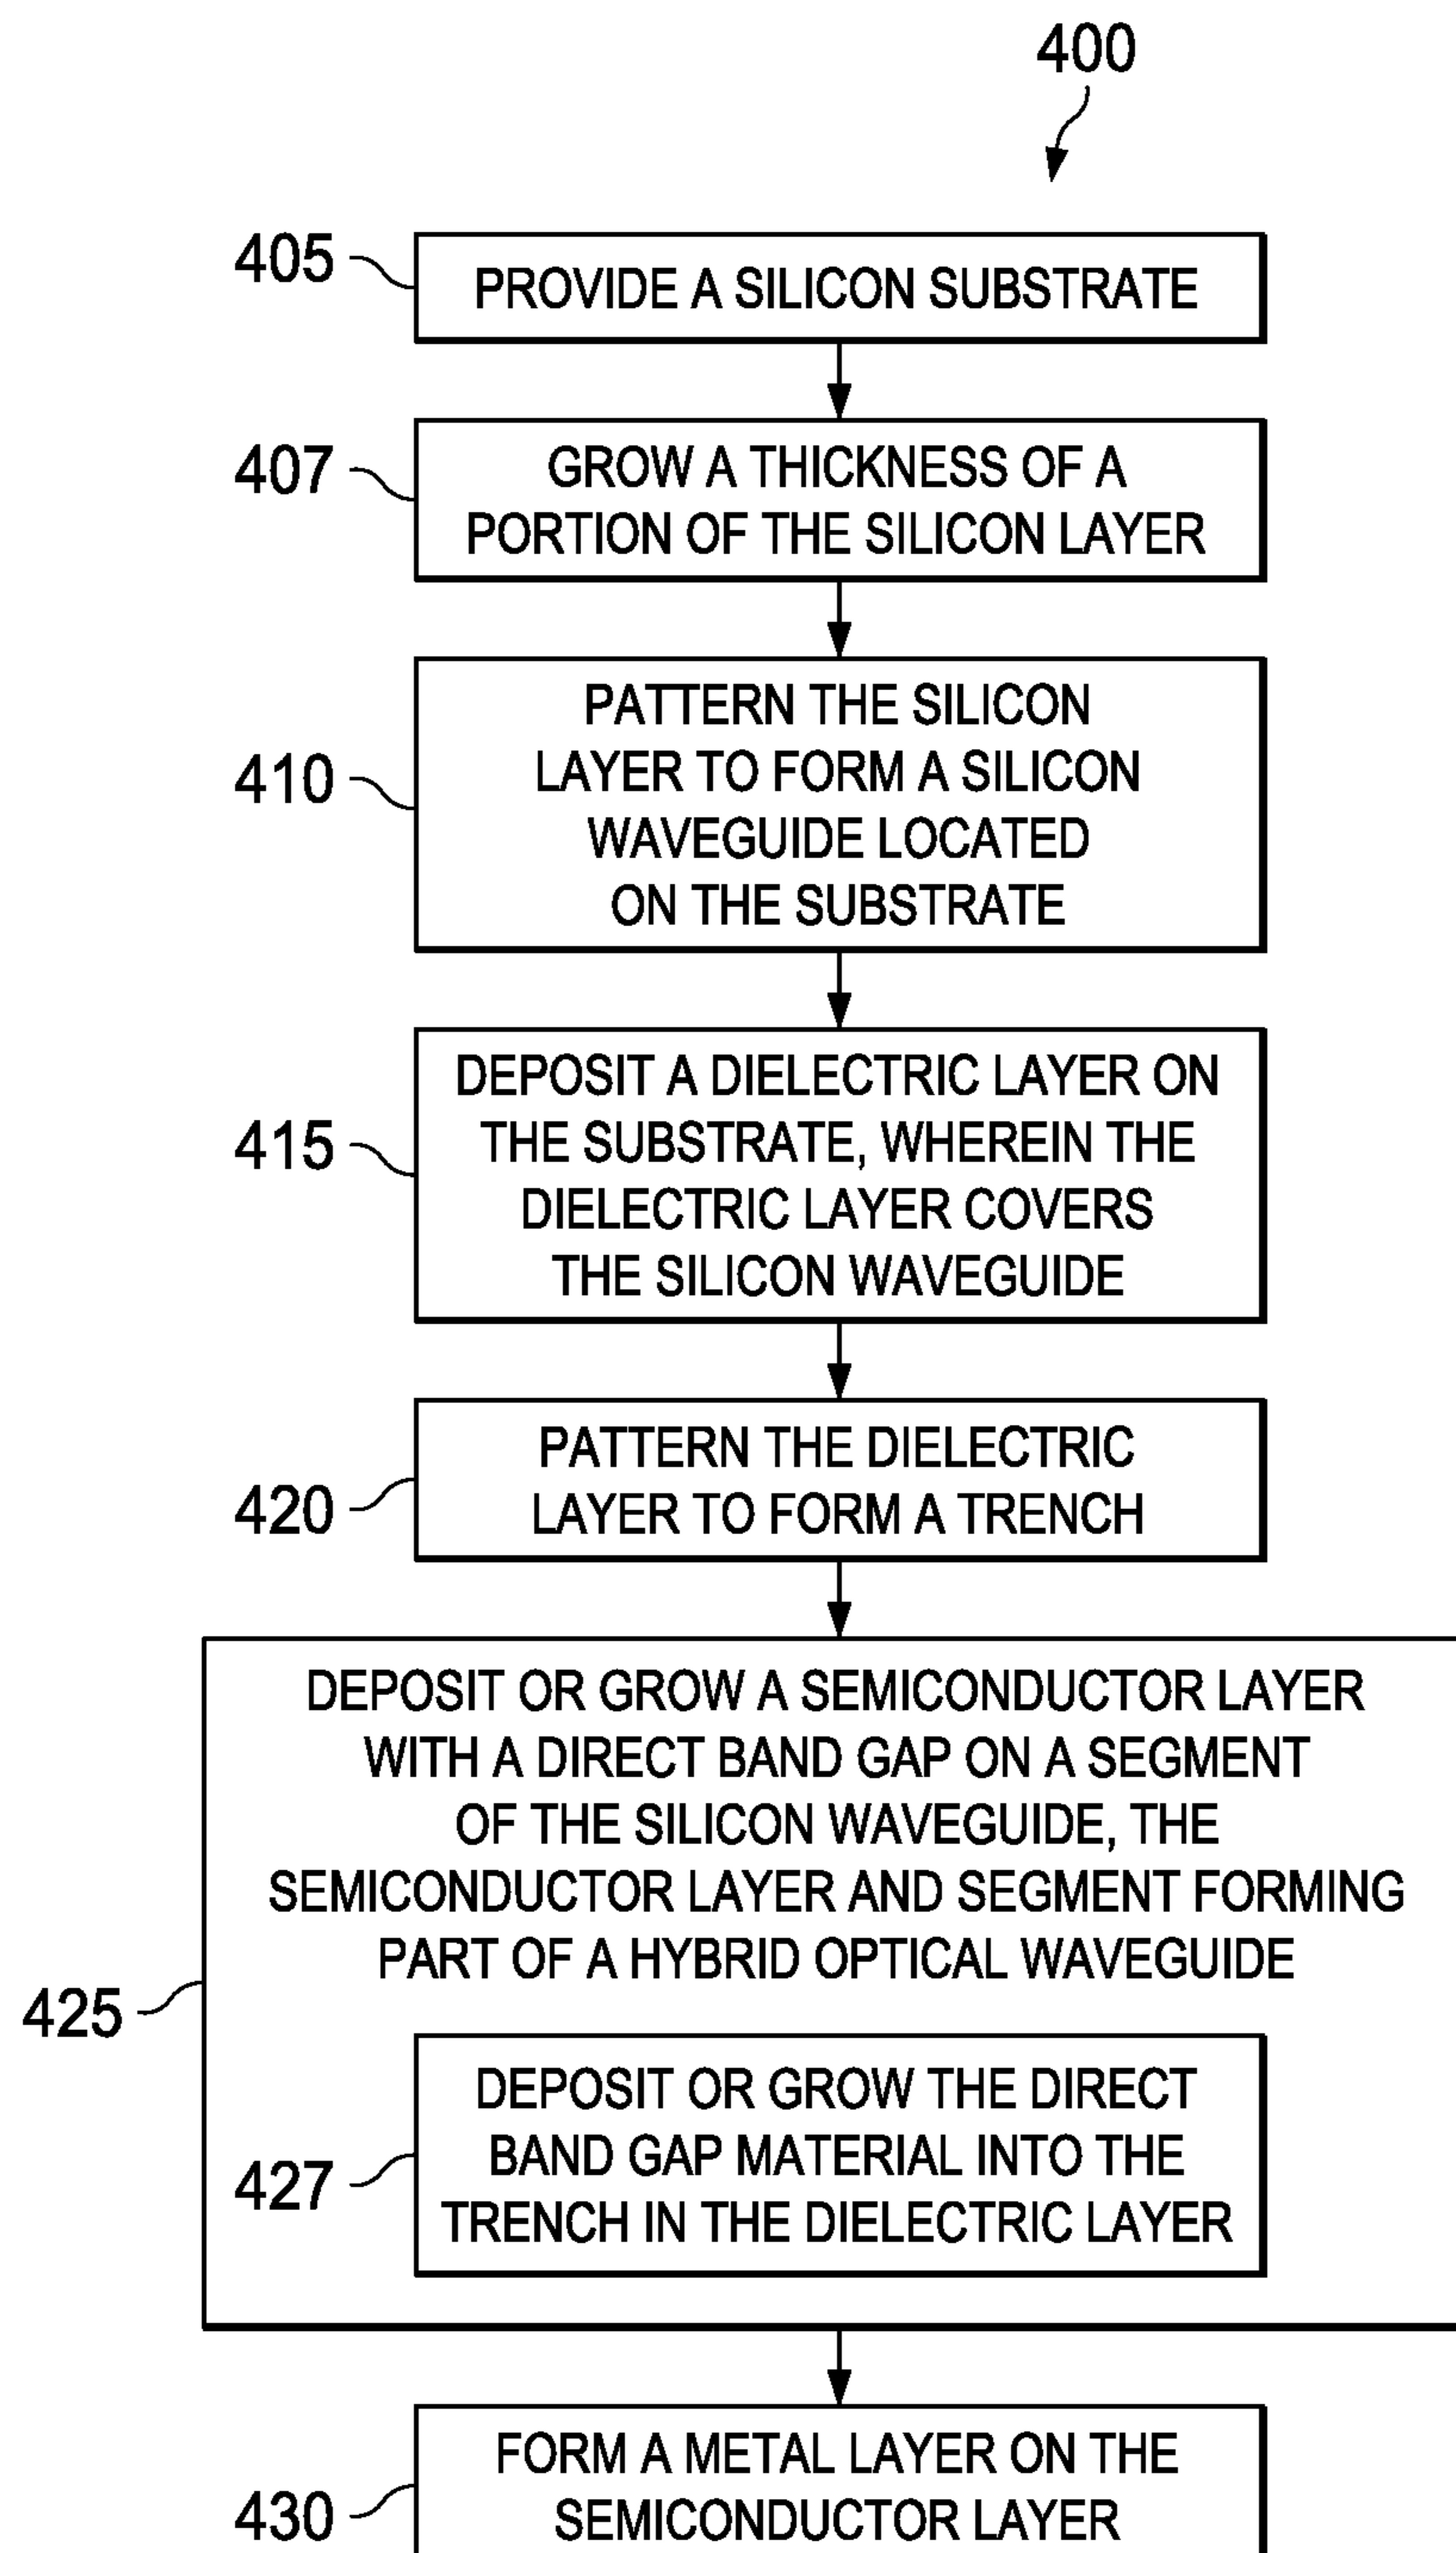 400
405
PROVIDE A SILICON SUBSTRATE
407
GROW A THICKNESS OF A
PORTION OF THE SILICON LAYER
410
PATTERN THE SILICON
LAYER TO FORM A SILICON
WAVEGUIDE LOCATED
ON THE SUBSTRATE
415
DEPOSIT A DIELECTRIC LAYER ON
THE SUBSTRATE, WHEREIN THE
DIELECTRIC LAYER COVERS
THE SILICON WAVEGUIDE
420
PATTERN THE DIELECTRIC
LAYER TO FORM A TRENCH
425
DEPOSIT OR GROW A SEMICONDUCTOR LAYER
WITH A DIRECT BAND GAP ON A SEGMENT
OF THE SILICON WAVEGUIDE, THE
SEMICONDUCTOR LAYER AND SEGMENT FORMING
PART OF A HYBRID OPTICAL WAVEGUIDE
427
DEPOSIT OR GROW THE DIRECT
BAND GAP MATERIAL INTO THE
TRENCH IN THE DIELECTRIC LAYER
430
FORM A METAL LAYER ON THE
SEMICONDUCTOR LAYER